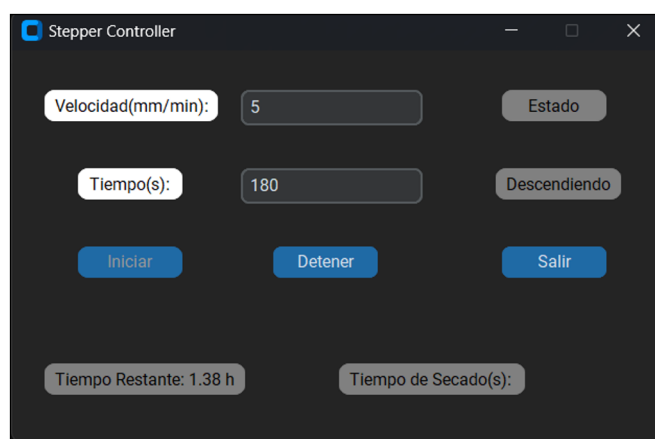 Stepper Controller
Velocidad(mm/min): 5 Estado
Tiempo(s): 180 Descendiendo
Iniciar Detener Salir
Tiempo Restante: 1.38 h Tiempo de Secado(s):